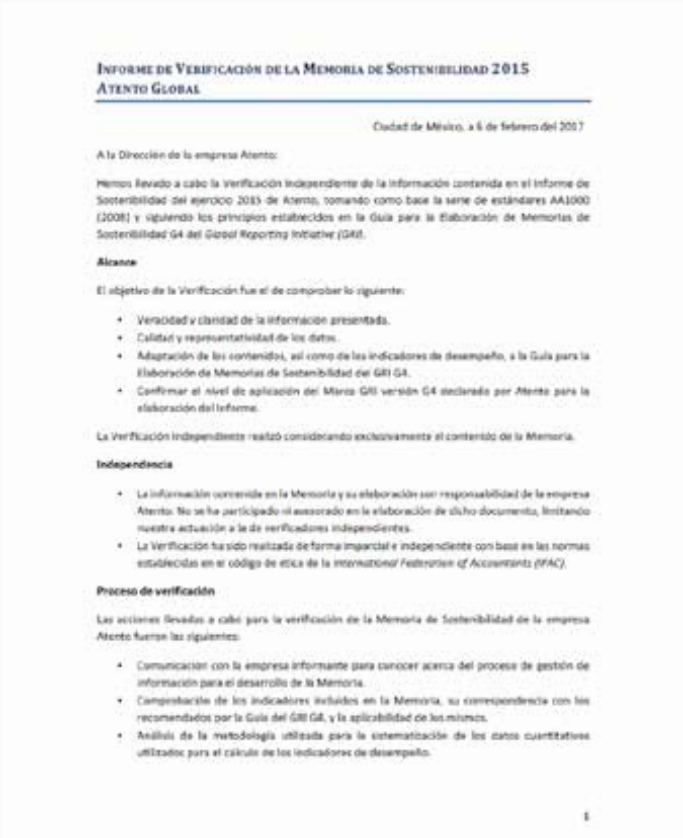 INFORME DE VERIFICACIÓN DE LA MEMORIA DE SOSTENIBILIDAD 2015
ATENTO GLOBAL
Ciudad de México, a 6 de febrero del 2017
A la Dirección de la empresa Atento:
Hemos llevado a cabo la Verificación Independiente de la información contenida en el Informe de
Sostenibilidad del ejercicio 2015 de Atento, tomando como base la serie de estándares AA1000
(2008) y siguiendo los principios establecidos en la Guía para la Elaboración de Memorias de
Sostenibilidad G4 del Global Reporting Initiative (GRI).
Alcance
El objetivo de la Verificación fue el de comprobar lo siguiente:
• Veracidad y claridad de la información presentada.
• Calidad y representatividad de los datos.
• Adaptación de los contenidos, así como de los indicadores de desempeño, a la Guía para la
Elaboración de Memorias de Sostenibilidad del GRI G4.
• Confirmar el nivel de aplicación del Marco GRI versión G4 declarado por Atento para la
elaboración del Informe.
La Verificación Independiente realizó considerando exclusivamente el contenido de la Memoria.
Independencia
• La información contenida en la Memoria y su elaboración son responsabilidad de la empresa
Atento. No se ha participado ni asesorado en la elaboración de dicho documento, limitando
nuestra actuación a la de verificadores independientes.
• La Verificación ha sido realizada de forma imparcial e independiente con base en las normas
establecidas en el código de etica de la International Federation of Accountants (IFAC).
Proceso de verificación
Las acciones llevadas a cabo para la verificación de la Memoria de Sostenibilidad de la empresa
Atento fueron las siguientes:
• Comunicación con la empresa informante para conocer acerca del proceso de gestión de
información para el desarrollo de la Memoria.
• Comprobación de los indicadores incluidos en la Memoria, su correspondencia con los
recomendados por la Guía del GRI G4, y la aplicabilidad de los mismos.
• Análisis de la metodología utilizada para la sistematización de los datos cuantitativos
utilizados para el cálculo de los indicadores de desempeño.
1